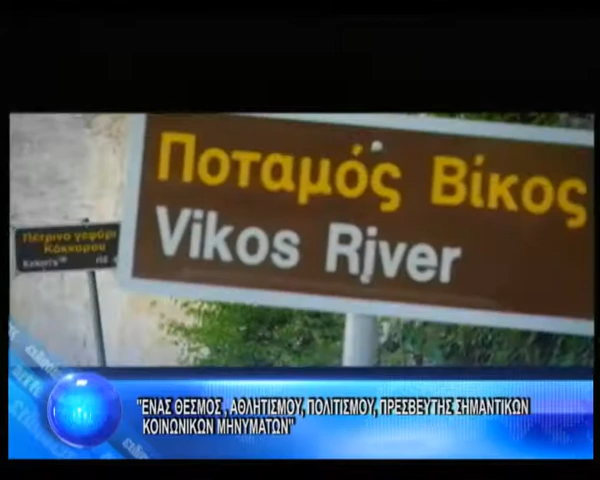 Ποταμός Βίκος
Vikos River
Πέτρινο γεφύρι
Κόκκορου
"ΕΝΑΣ ΘΕΣΜΟΣ , ΑΘΛΗΤΙΣΜΟΥ, ΠΟΛΙΤΙΣΜΟΥ, ΠΡΕΣΒΕΥΤΗΣ ΣΗΜΑΝΤΙΚΩΝ
ΚΟΙΝΩΝΙΚΩΝ ΜΗΝΥΜΑΤΩΝ"